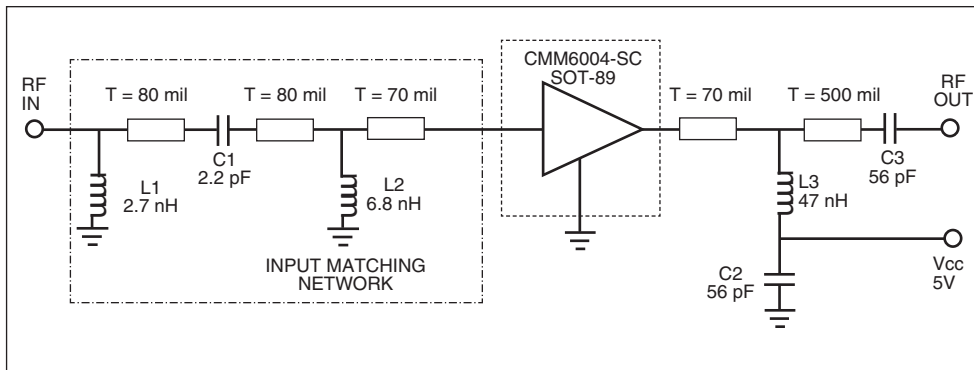 CMM6004-SC
SOT-89
RF
IN
T = 80 mil
T = 80 mil
T = 70 mil
T = 70 mil
T = 500 mil
RF
OUT
C1
2.2 pF
C3
56 pF
L1
2.7 nH
L2
6.8 nH
L3
47 nH
INPUT MATCHING
NETWORK
C2
56 pF
Vcc
5V